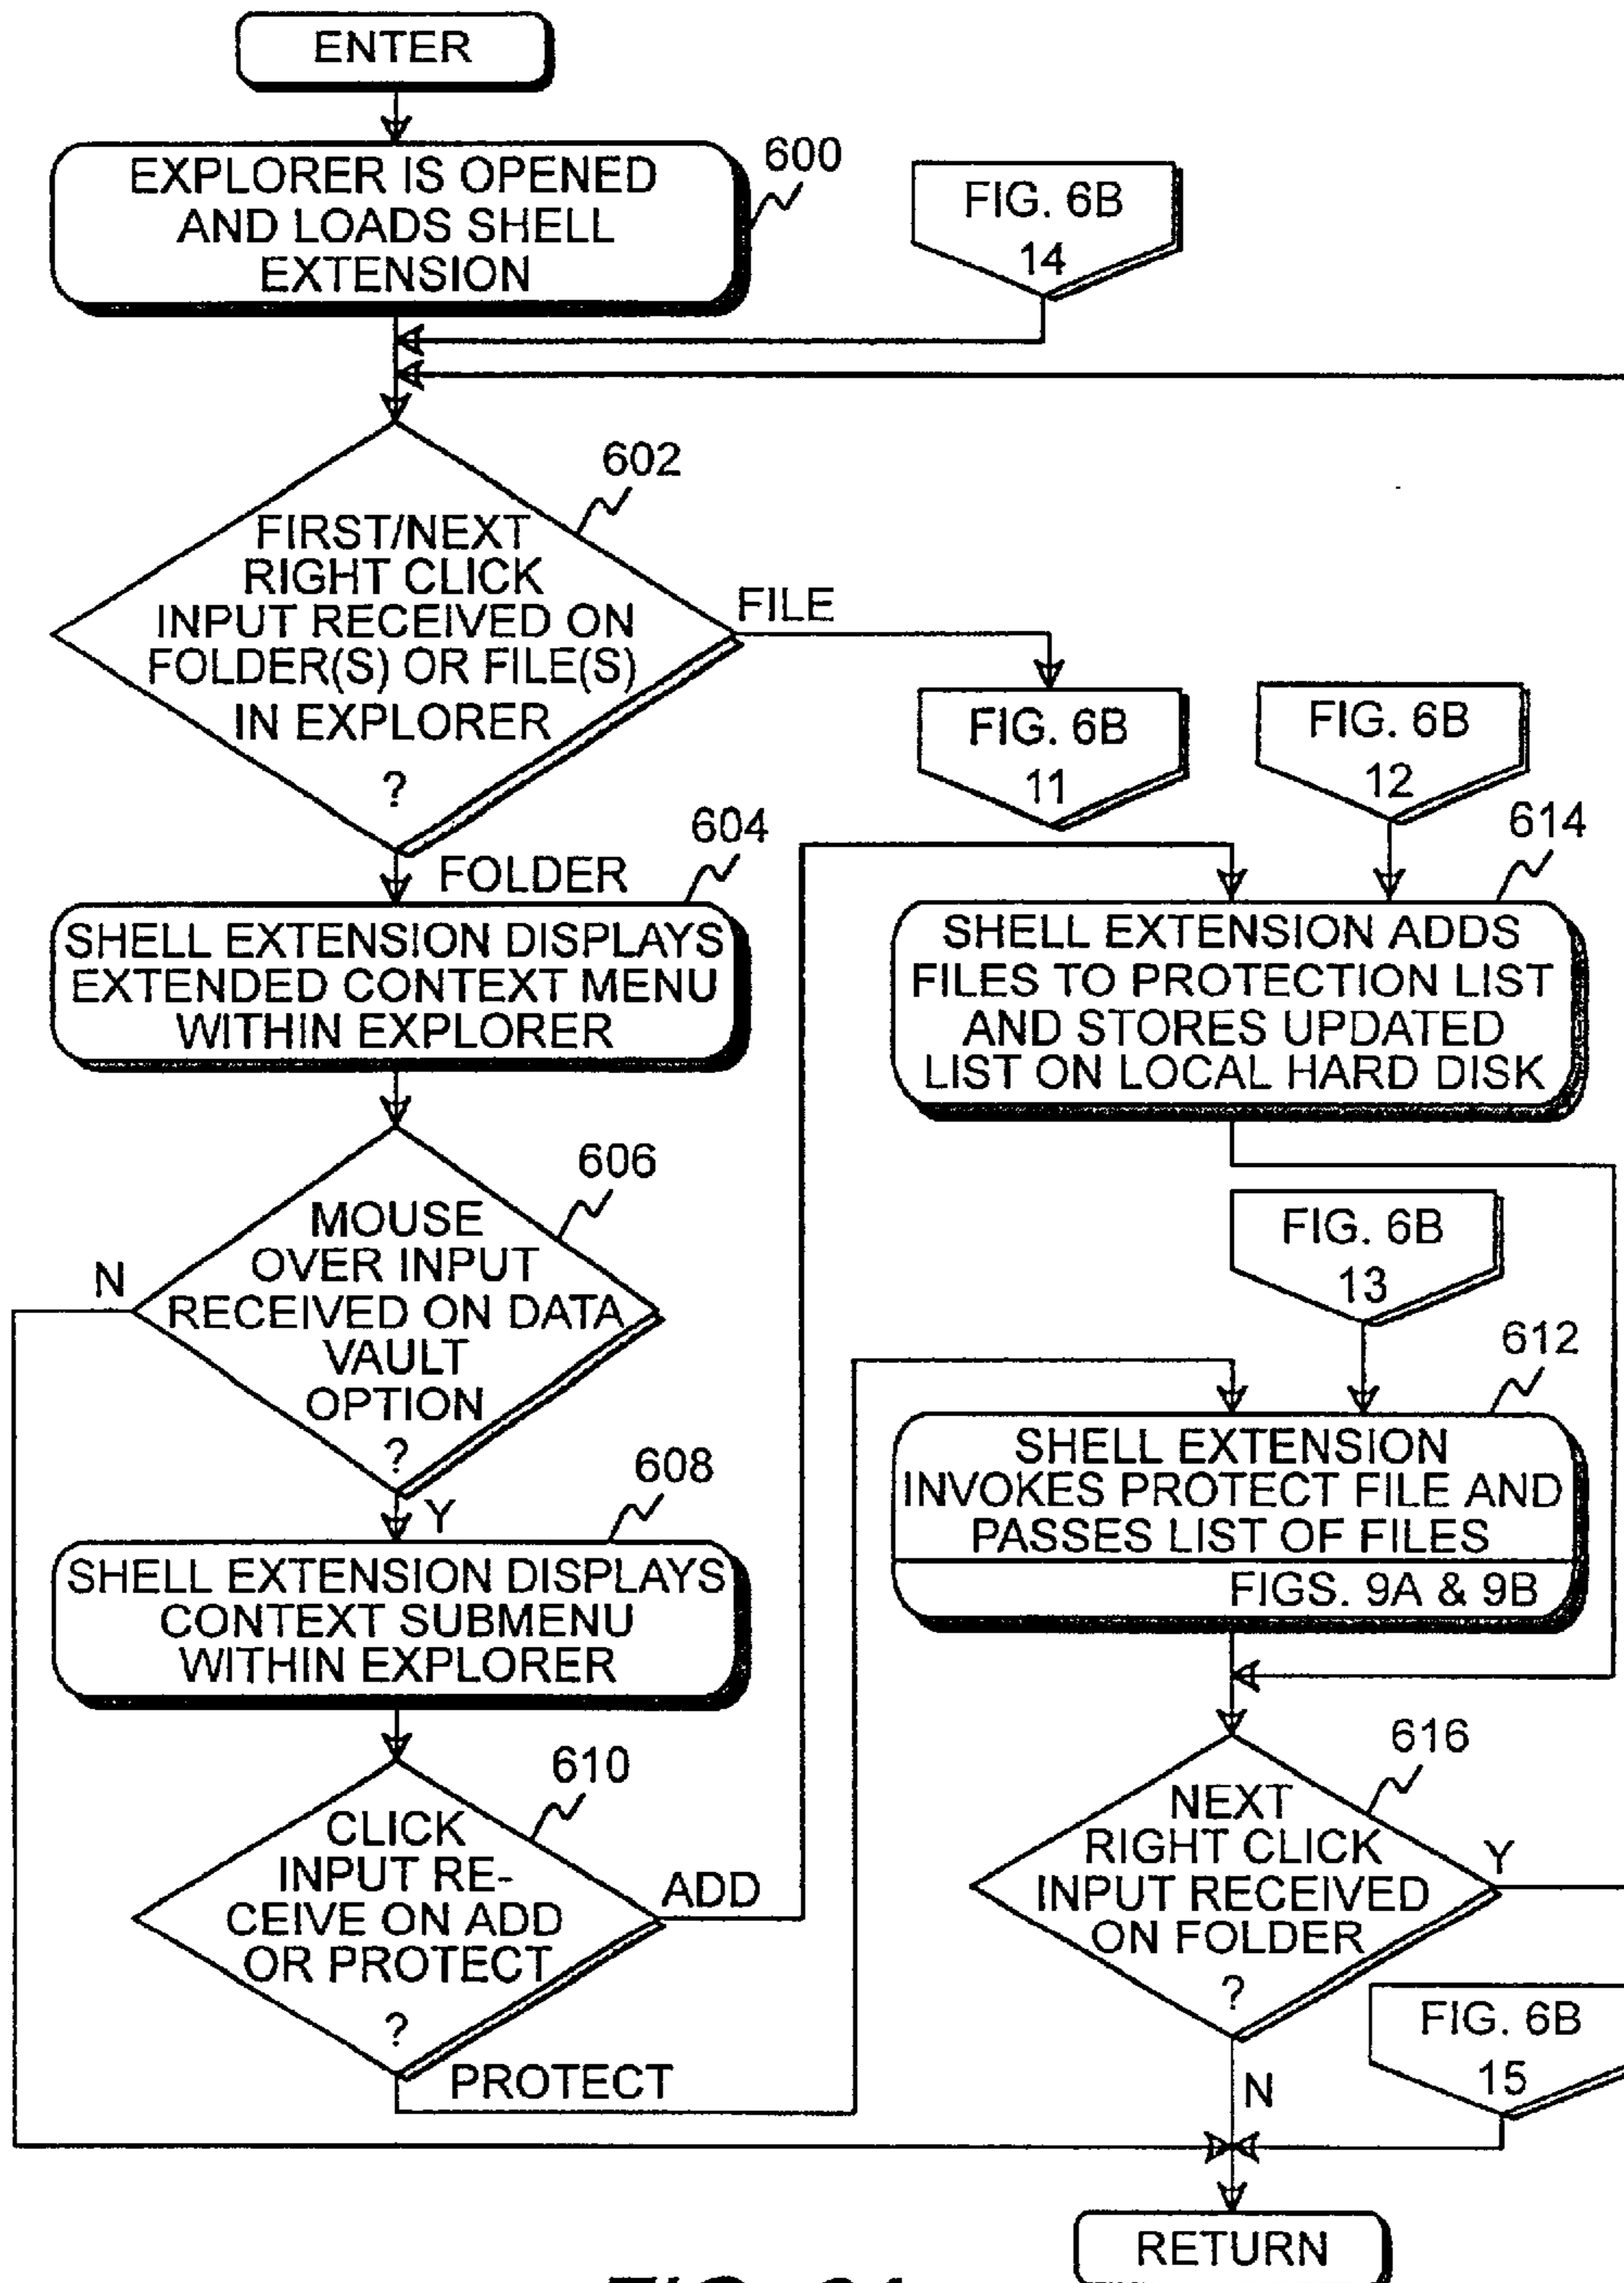 ENTER
EXPLORER IS OPENED
AND LOADS SHELL
EXTENSION
600
FIG. 6B
14
602
FIRST/NEXT
RIGHT CLICK
INPUT RECEIVED ON
FOLDER(S) OR FILE(S)
IN EXPLORER
?
FILE
FIG. 6B
11
FIG. 6B
12
FOLDER
604
SHELL EXTENSION DISPLAYS
EXTENDED CONTEXT MENU
WITHIN EXPLORER
614
SHELL EXTENSION ADDS
FILES TO PROTECTION LIST
AND STORES UPDATED
LIST ON LOCAL HARD DISK
606
MOUSE
OVER INPUT
RECEIVED ON DATA
VAULT
OPTION
?
N
Y
FIG. 6B
13
612
SHELL EXTENSION
INVOKES PROTECT FILE AND
PASSES LIST OF FILES
FIGS. 9A & 9B
608
SHELL EXTENSION DISPLAYS
CONTEXT SUBMENU
WITHIN EXPLORER
610
CLICK
INPUT RE-
CEIVE ON ADD
OR PROTECT
?
ADD
PROTECT
616
NEXT
RIGHT CLICK
INPUT RECEIVED
ON FOLDER
?
Y
N
FIG. 6B
15
RETURN